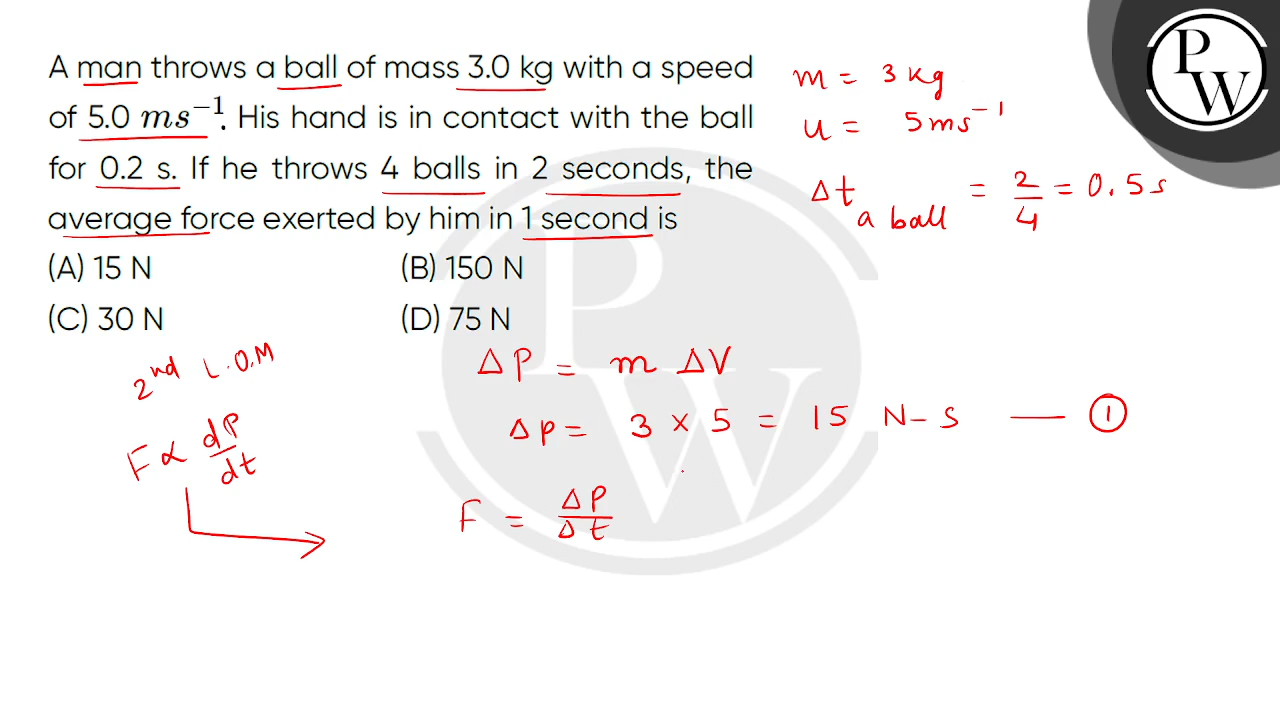 A man throws a ball of mass 3.0 kg with a speed
of 5.0 ms⁻¹. His hand is in contact with the ball
for 0.2 s. If he throws 4 balls in 2 seconds, the
average force exerted by him in 1 second is
(A) 15 N (B) 150 N
(C) 30 N (D) 75 N
m = 3 kg
u = 5 ms⁻¹
Δt a ball = 2/4 = 0.5 s
PW
2nd L.O.M
F ∝ dP/dt
ΔP = m ΔV
ΔP = 3 × 5 = 15 N-S — ①
F = ΔP/Δt
PW